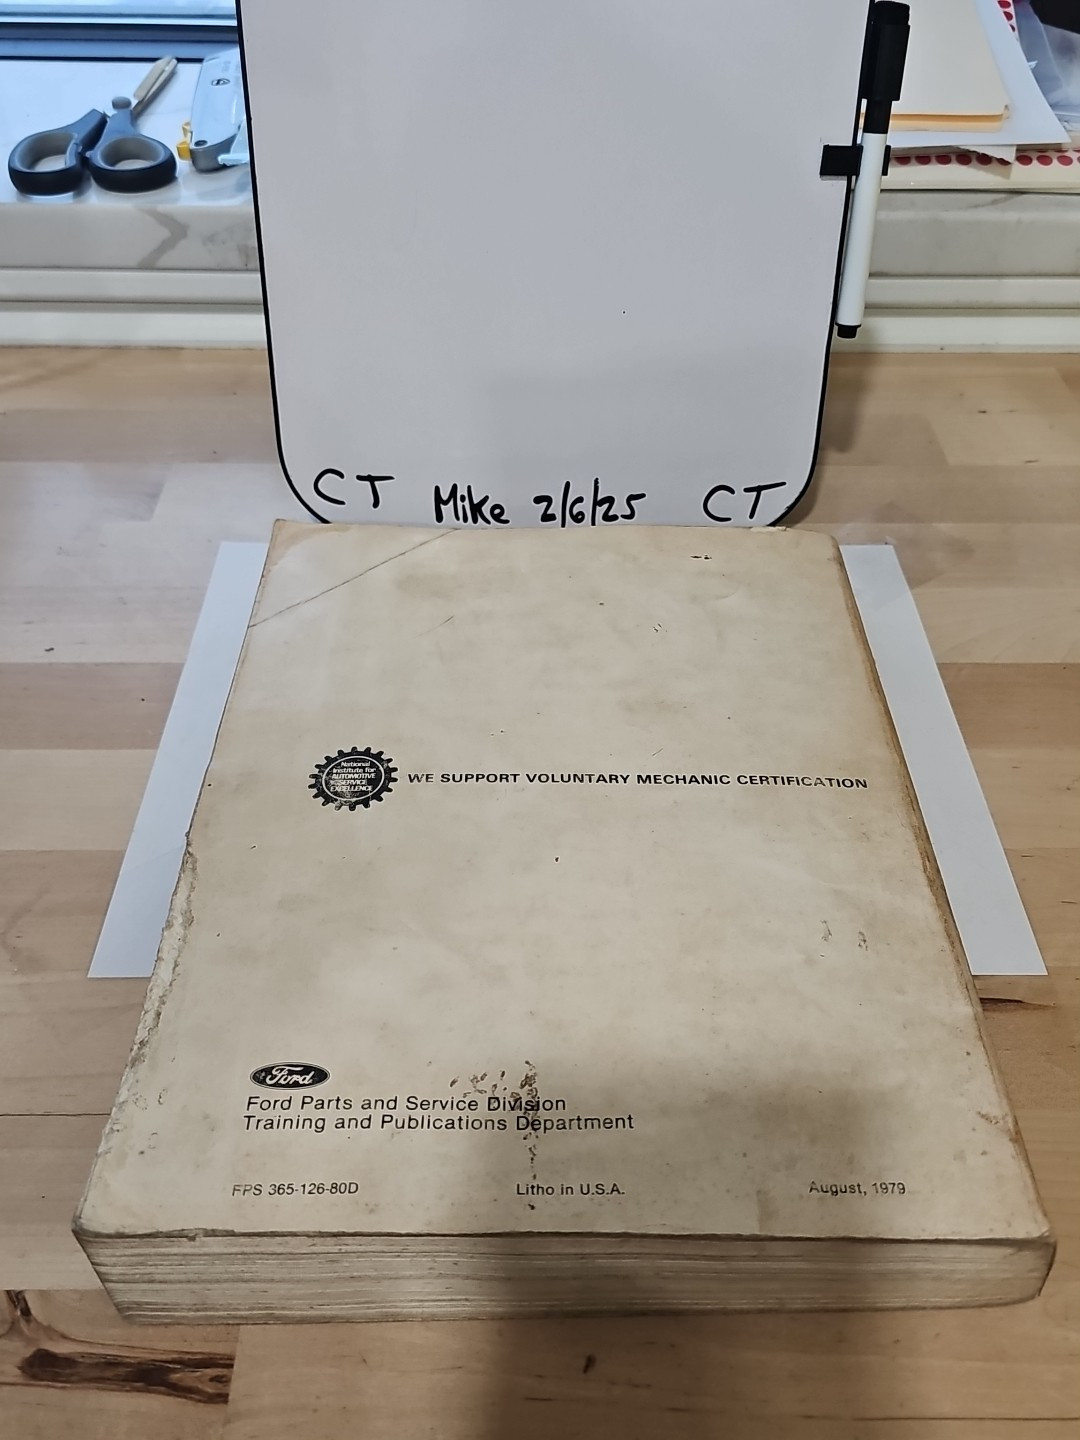 CT Mike 2/6/25 CT
National
Institute for
AUTOMOTIVE
SERVICE
EXCELLENCE
WE SUPPORT VOLUNTARY MECHANIC CERTIFICATION
Ford
Ford Parts and Service Division
Training and Publications Department
FPS 365-126-80D Litho in U.S.A. August, 1979